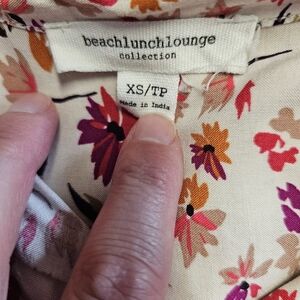 beachlunchlounge
collection
XS/TP
Made in India